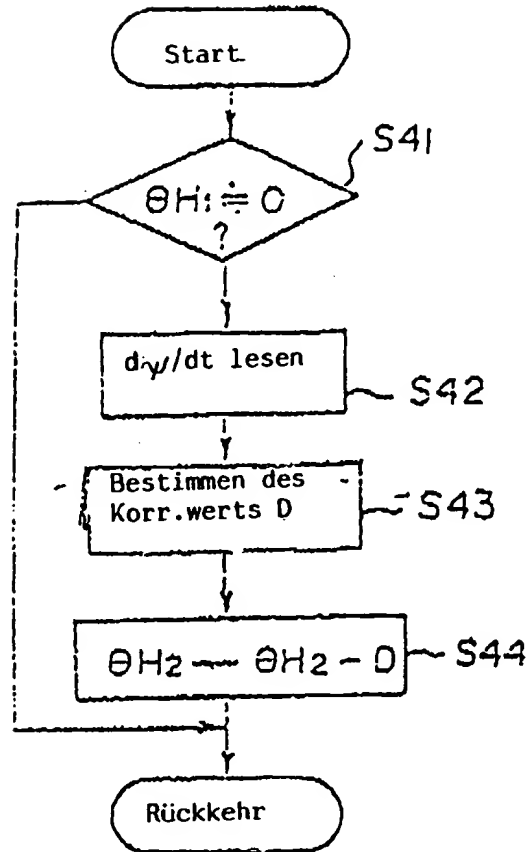 Start
S41
ΘH₁≒0
?
dψ/dt lesen
S42
Bestimmen des
Korr.werts D
S43
ΘH2 — ΘH2 - D
S44
Rückkehr